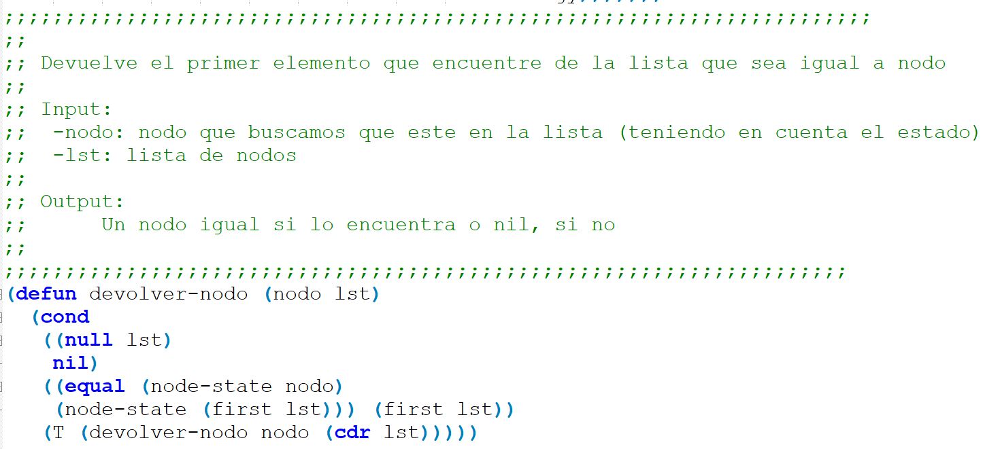 ;;;;;;;;;;;;;;;;;;;;;;;;;;;;;;;;;;;;;;;;;;;;;;;;;;;;;;;;;;;;;;;;;;;;;;;
;;
;; Devuelve el primer elemento que encuentre de la lista que sea igual a nodo
;;
;; Input:
;;  -nodo: nodo que buscamos que este en la lista (teniendo en cuenta el estado)
;;  -lst: lista de nodos
;;
;; Output:
;;      Un nodo igual si lo encuentra o nil, si no
;;
;;;;;;;;;;;;;;;;;;;;;;;;;;;;;;;;;;;;;;;;;;;;;;;;;;;;;;;;;;;;;;;;;;;;;
(defun devolver-nodo (nodo lst)
  (cond
   ((null lst)
    nil)
   ((equal (node-state nodo)
    (node-state (first lst))) (first lst))
   (T (devolver-nodo nodo (cdr lst)))))